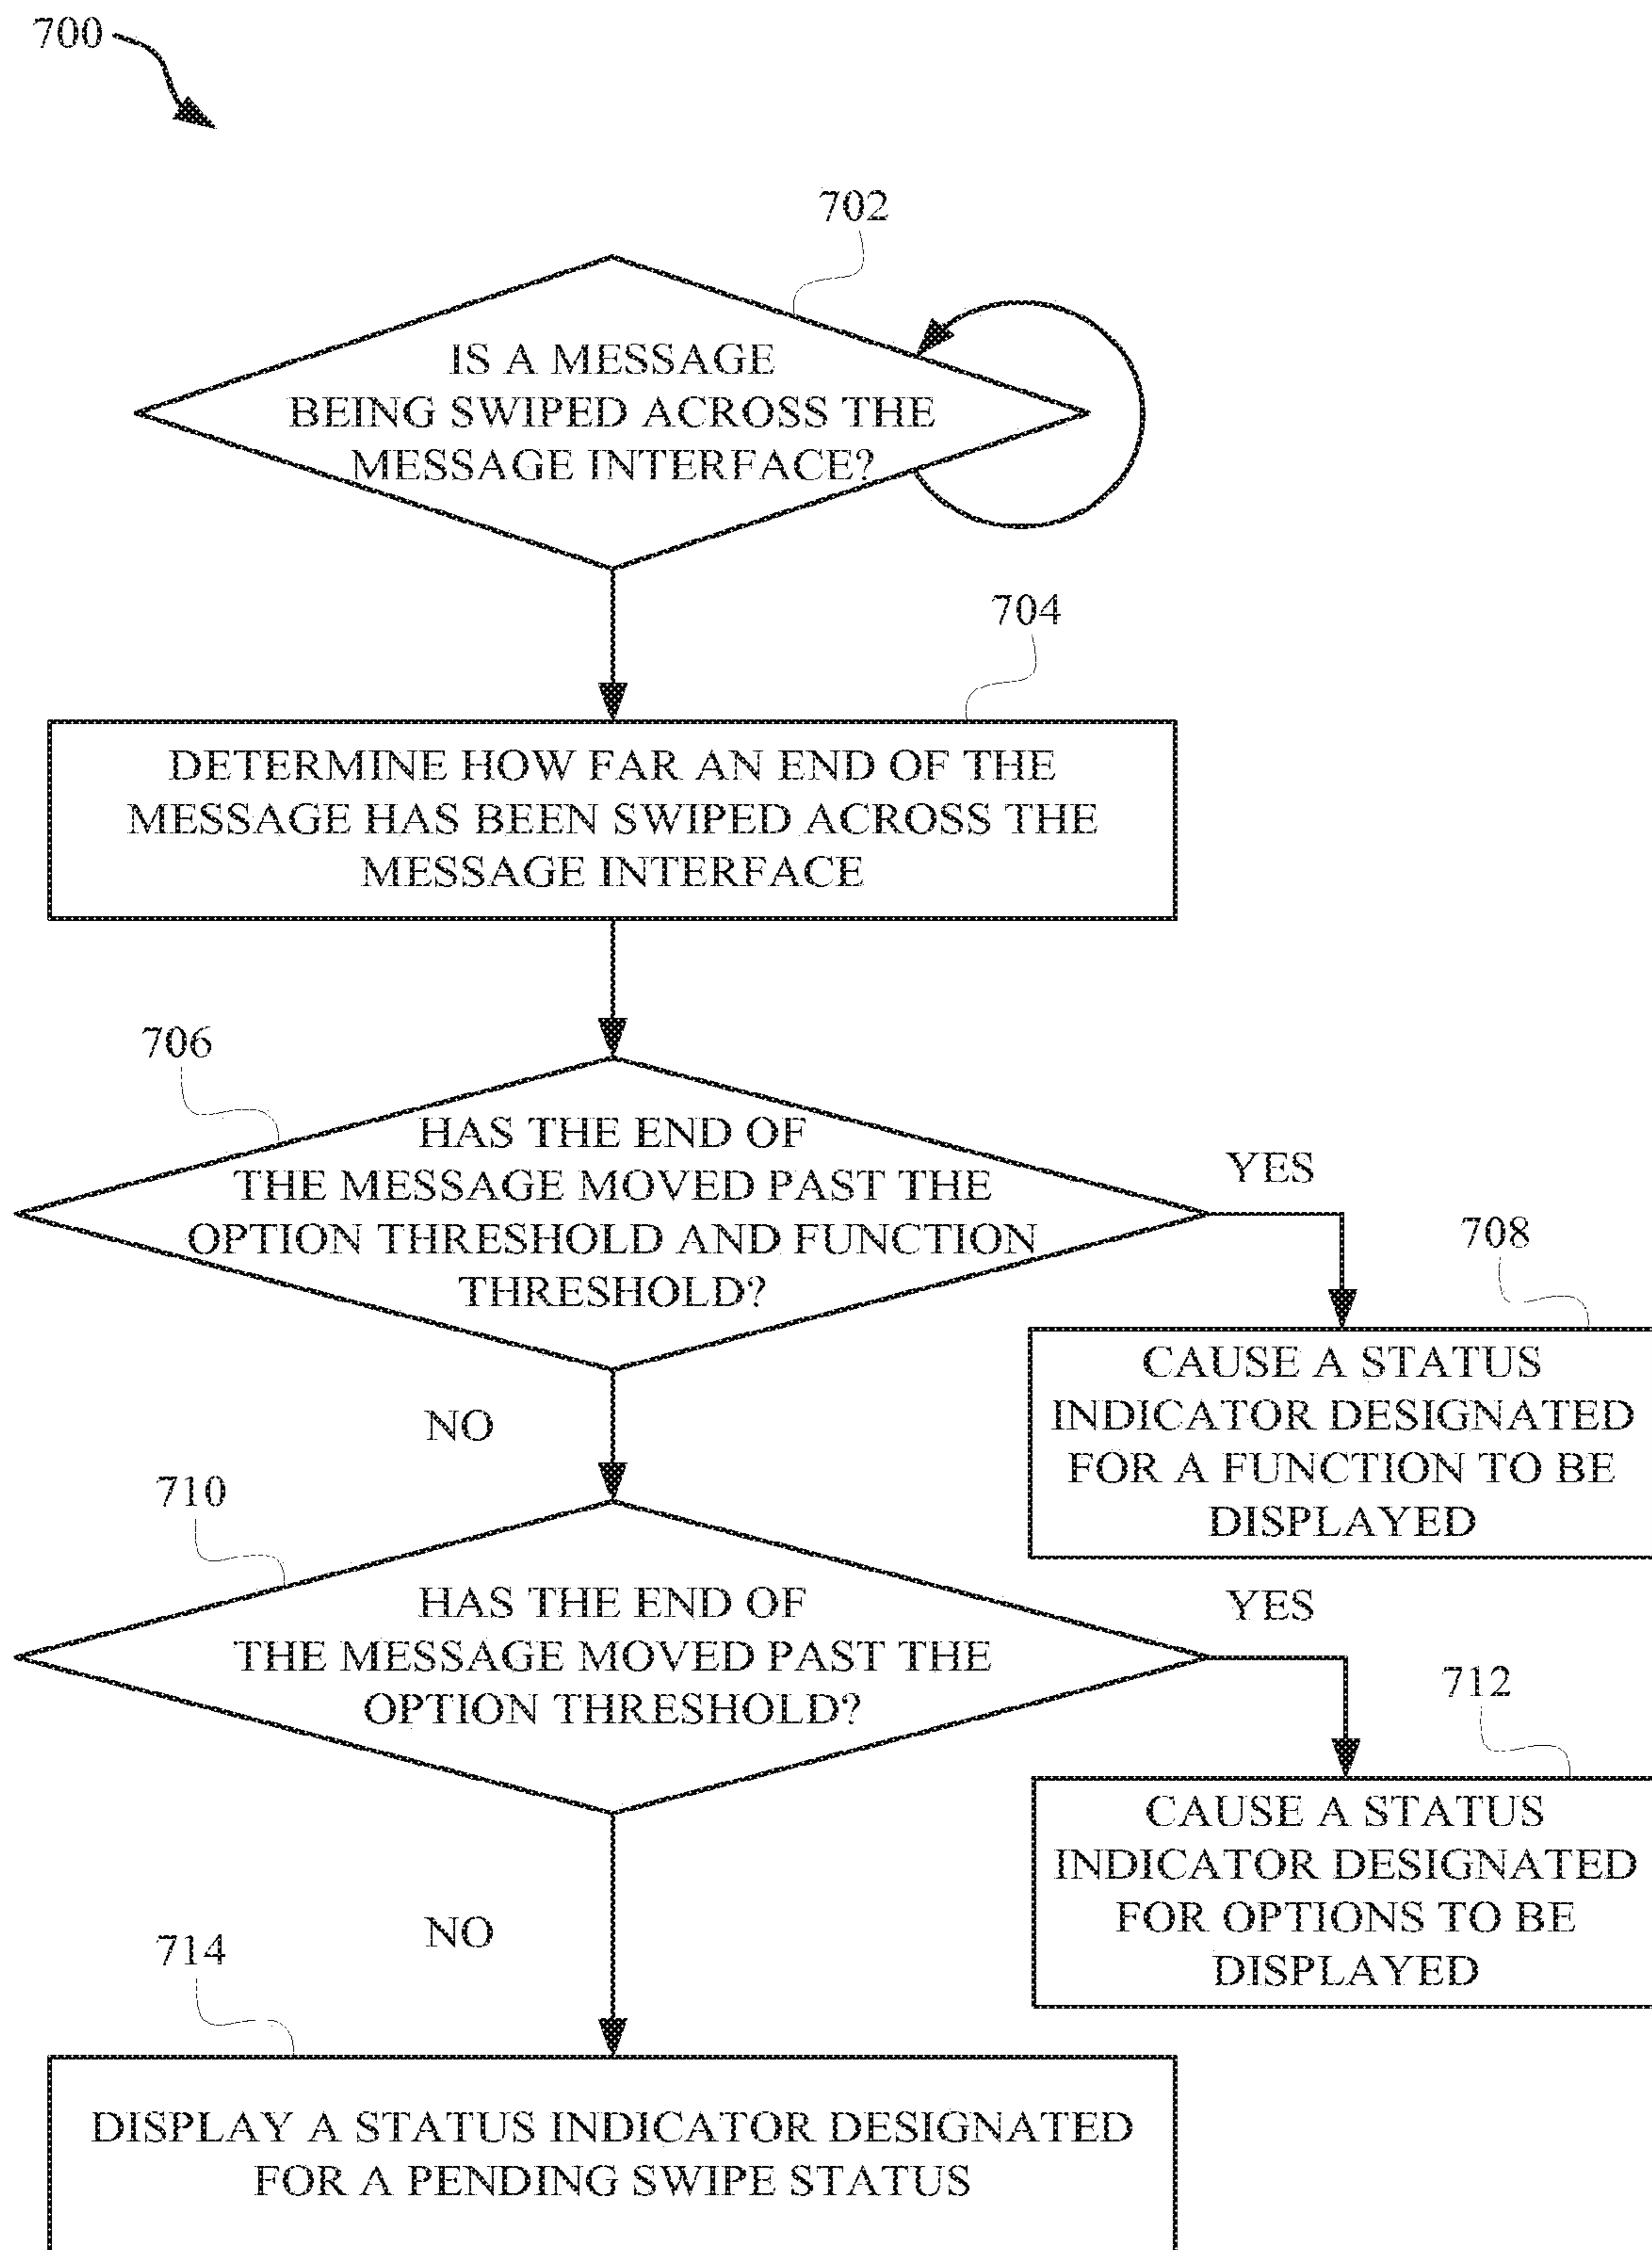 700
702
IS A MESSAGE
BEING SWIPED ACROSS THE
MESSAGE INTERFACE?
704
DETERMINE HOW FAR AN END OF THE
MESSAGE HAS BEEN SWIPED ACROSS THE
MESSAGE INTERFACE
706
HAS THE END OF
THE MESSAGE MOVED PAST THE
OPTION THRESHOLD AND FUNCTION
THRESHOLD?
YES
708
CAUSE A STATUS
INDICATOR DESIGNATED
FOR A FUNCTION TO BE
DISPLAYED
NO
710
HAS THE END OF
THE MESSAGE MOVED PAST THE
OPTION THRESHOLD?
YES
712
CAUSE A STATUS
INDICATOR DESIGNATED
FOR OPTIONS TO BE
DISPLAYED
NO
714
DISPLAY A STATUS INDICATOR DESIGNATED
FOR A PENDING SWIPE STATUS